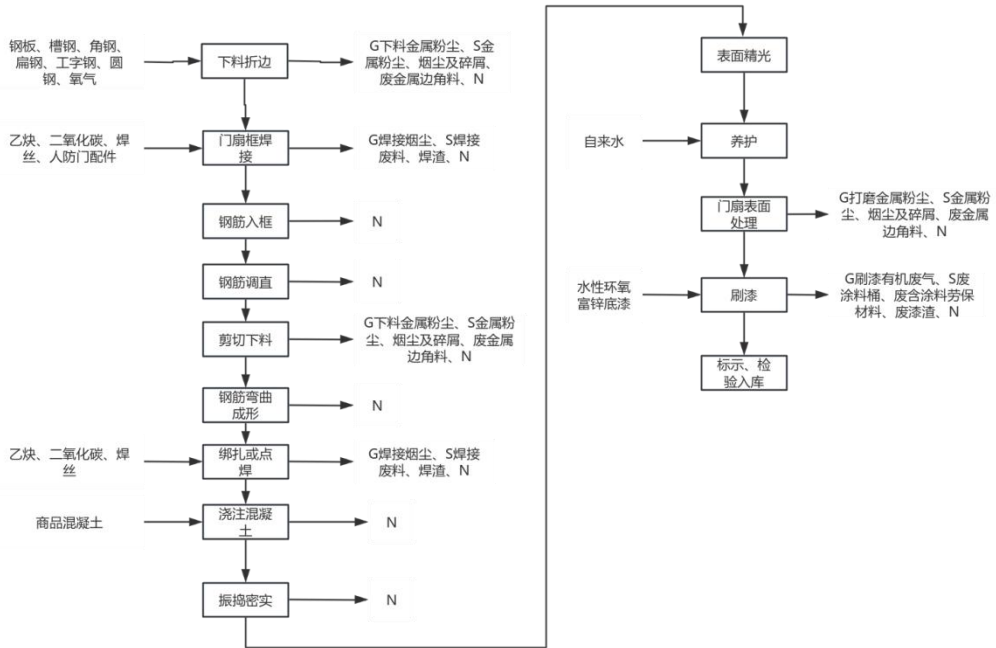 钢板、槽钢、角钢、
扁钢、工字钢、圆
钢、氧气
下料折边
G下料金属粉尘、S金
属粉尘、烟尘及碎屑、
废金属边角料、N
乙炔、二氧化碳、焊
丝、人防门配件
门扇框焊
接
G焊接烟尘、S焊接
废料、焊渣、N
钢筋入框
N
钢筋调直
N
剪切下料
G下料金属粉尘、S金属粉
尘、烟尘及碎屑、废金属
边角料、N
钢筋弯曲
成形
N
乙炔、二氧化碳、焊
丝
绑扎或点
焊
G焊接烟尘、S焊接
废料、焊渣、N
商品混凝土
浇注混凝
土
N
振捣密实
N
表面精光
自来水
养护
门扇表面
处理
G打磨金属粉尘、S金属粉
尘、烟尘及碎屑、废金属
边角料、N
水性环氧
富锌底漆
刷漆
G刷漆有机废气、S废
涂料桶、废含涂料劳保
材料、废漆渣、N
标示、检
验入库